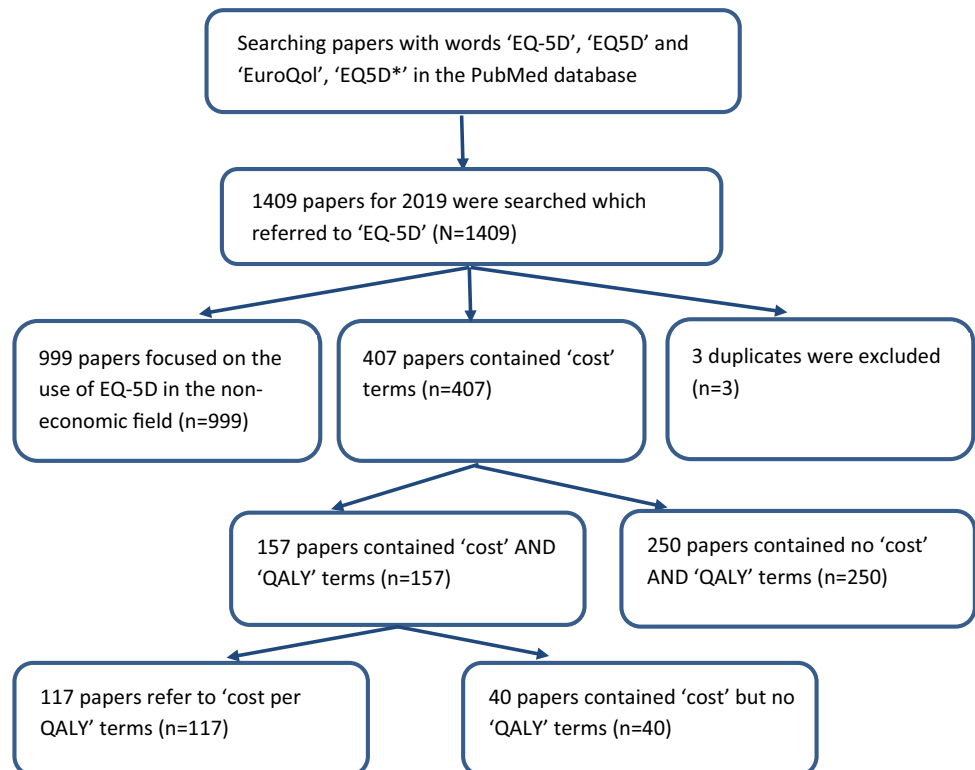 Searching papers with words ‘EQ-5D’, ‘EQ5D’ and
‘EuroQol’, ‘EQ5D*’ in the PubMed database
1409 papers for 2019 were searched which
referred to ‘EQ-5D’ (N=1409)
999 papers focused on the
use of EQ-5D in the non-
economic field (n=999)
407 papers contained ‘cost’
terms (n=407)
3 duplicates were excluded
(n=3)
157 papers contained ‘cost’ AND
‘QALY’ terms (n=157)
250 papers contained no ‘cost’
AND ‘QALY’ terms (n=250)
117 papers refer to ‘cost per
QALY’ terms (n=117)
40 papers contained ‘cost’ but no
‘QALY’ terms (n=40)